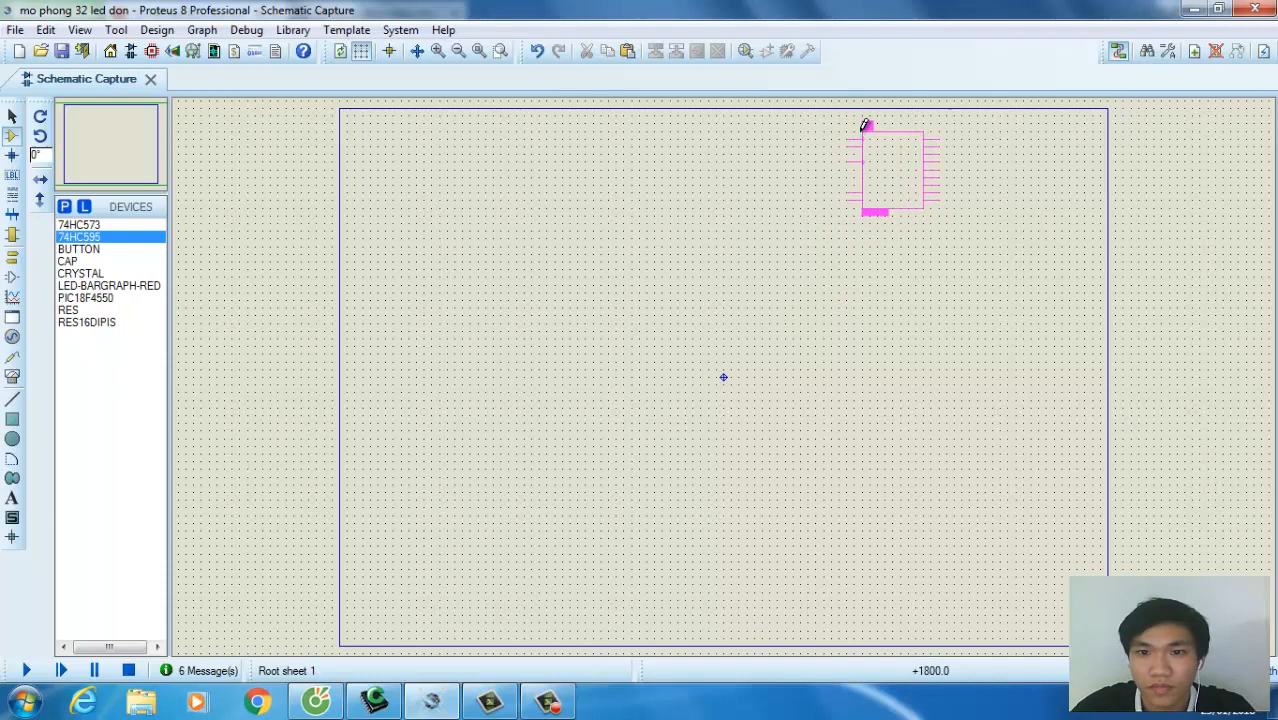 mo phong 32 led don - Proteus 8 Professional - Schematic Capture
File Edit View Tool Design Graph Debug Library Template System Help
Schematic Capture
0°
LBL
P L DEVICES
74HC573
74HC595
BUTTON
CAP
CRYSTAL
LED-BARGRAPH-RED
PIC18F4550
RES
RES16DIPIS
A
S
6 Message(s) Root sheet 1 +1800.0 th